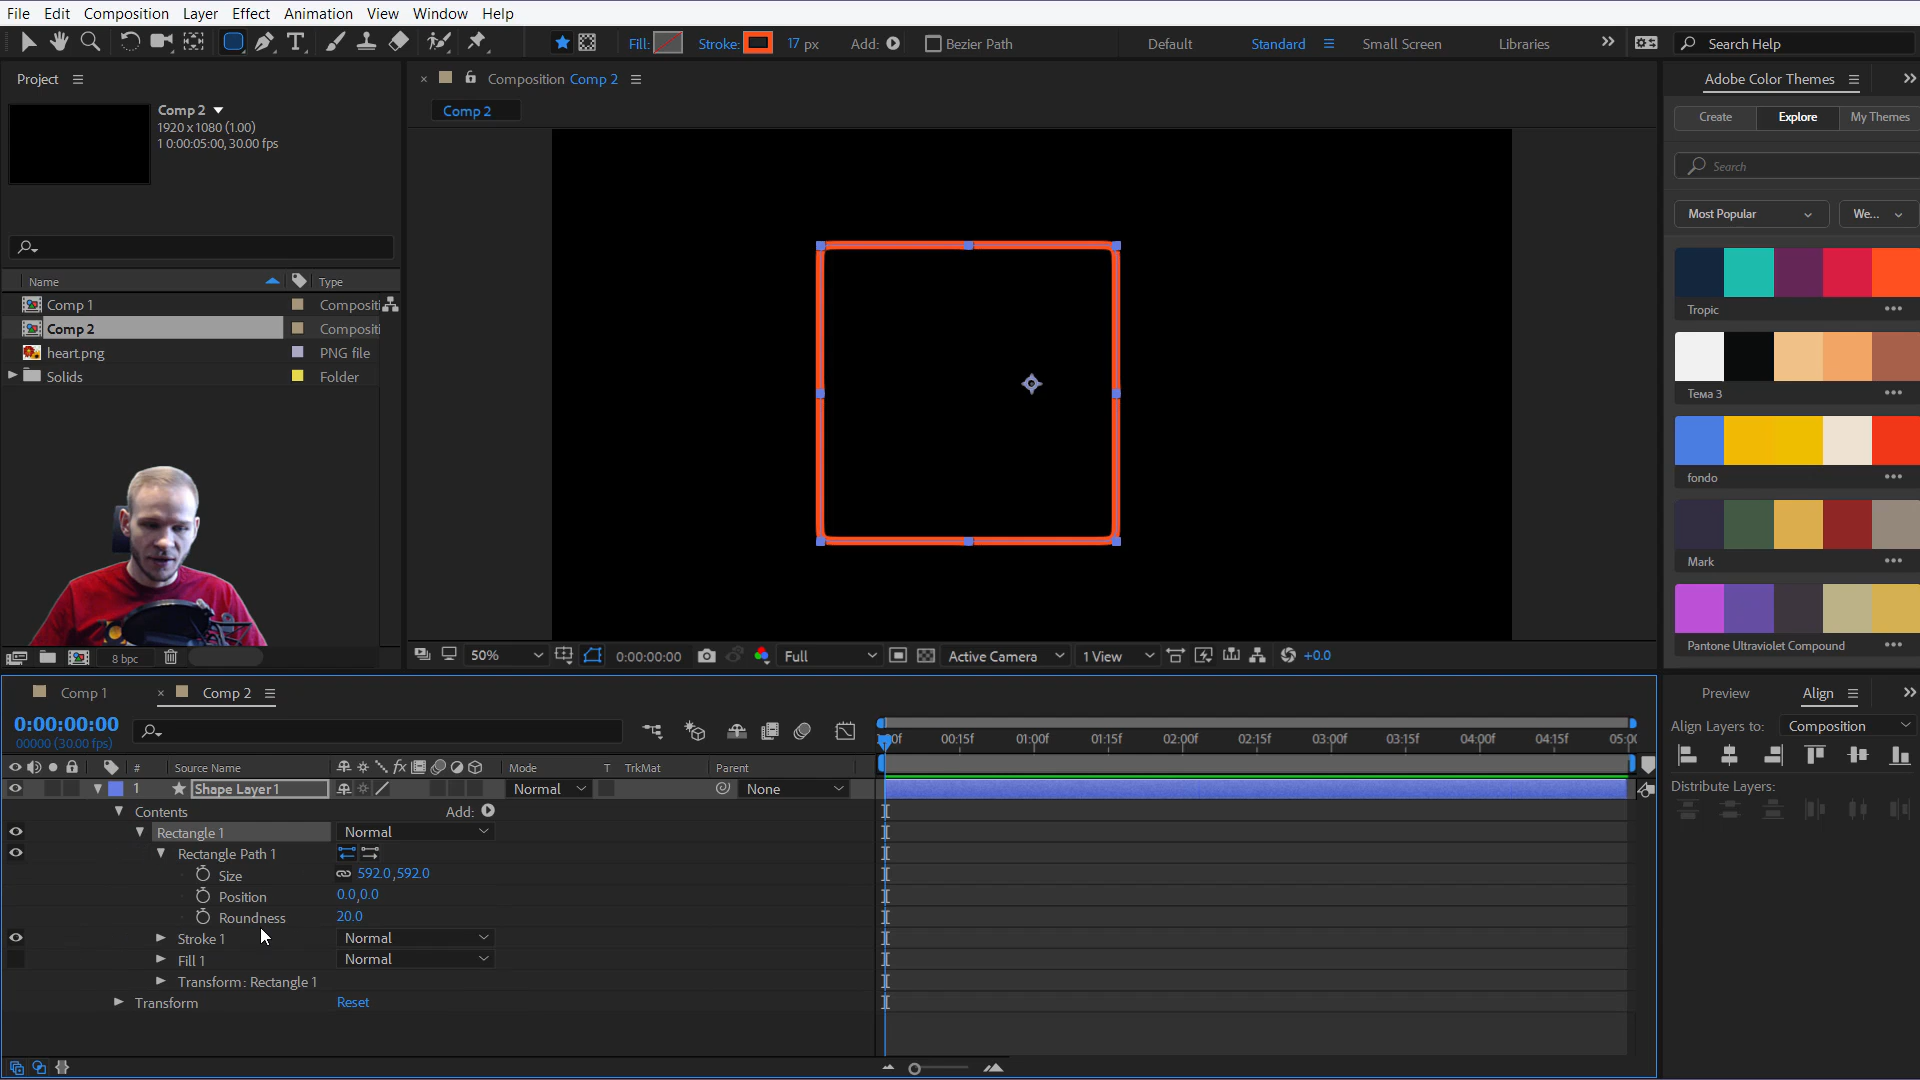 File Edit Composition Layer Effect Animation View Window Help
Fill: Stroke: 17 px Add: Bezier Path Default Standard Small Screen Libraries Search Help
Project
Composition Comp 2
Adobe Color Themes
Comp 2
1920 x 1080 (1.00)
1 0:00:05:00, 30.00 fps
Comp 2
Create Explore My Themes
Search
Most Popular We...
Name Type
Comp 1 Compositi
Comp 2 Compositi
heart.png PNG file
Solids Folder
Tropic
Тема 3
fondo
Mark
Pantone Ultraviolet Compound
8 bpc
50% 0:00:00:00 Full Active Camera 1 View +0.0
Comp 1 Comp 2
Preview Align
0:00:00:00
00000 (30.00 fps)
Align Layers to: Composition
:00f 00:15f 01:00f 01:15f 02:00f 02:15f 03:00f 03:15f 04:00f 04:15f 05:00
# Source Name fx Mode T TrkMat Parent
1 Shape Layer 1 Normal None
Distribute Layers:
Contents Add:
Rectangle 1 Normal
Rectangle Path 1
Size 592.0,592.0
Position 0.0,0.0
Roundness 20.0
Stroke 1 Normal
Fill 1 Normal
Transform: Rectangle 1
Transform Reset